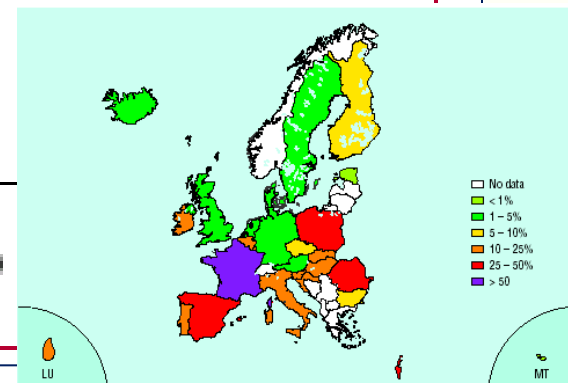 No data
< 1%
1 – 5%
5 – 10%
10 – 25%
25 – 50%
> 50
LU
MT